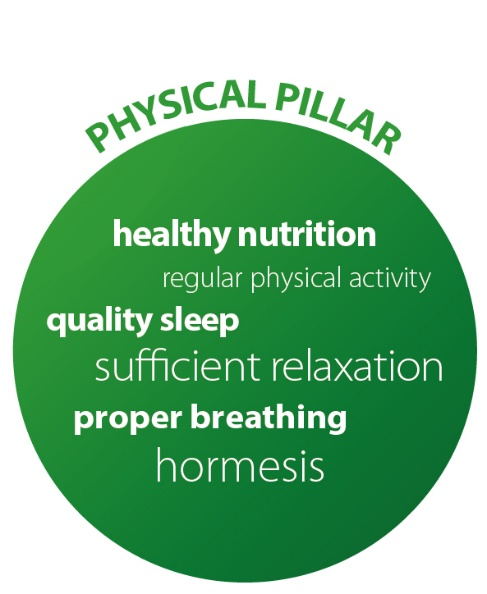 PHYSICAL PILLAR
healthy nutrition
regular physical activity
quality sleep
sufficient relaxation
proper breathing
hormesis